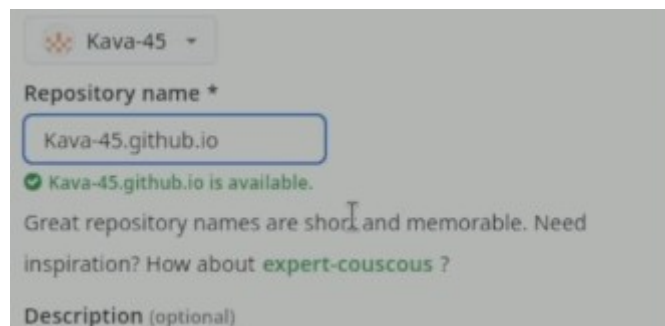 Kava-45
Repository name *
Kava-45.github.io
Kava-45.github.io is available.
Great repository names are short and memorable. Need
inspiration? How about expert-couscous ?
Description (optional)